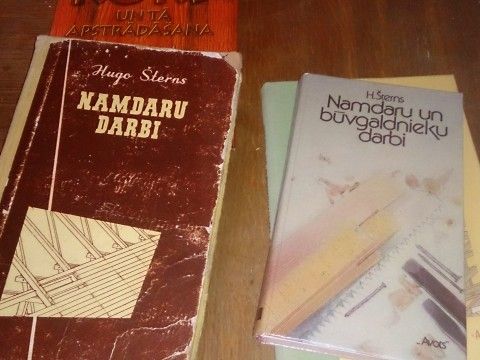 UN TĀ
APSTRĀDĀŠANA
Hugo Šterns
NAMDARU
DARBI
H. Šterns
Namdaru un
būvgaldnieku
darbi
„Avots"